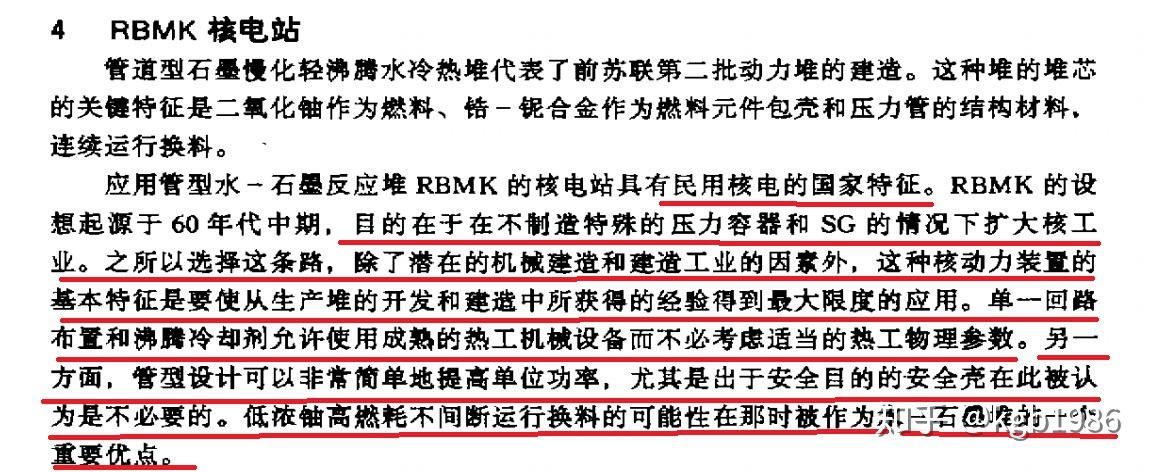 4 RBMK 核电站
管道型石墨慢化轻沸腾水冷热堆代表了前苏联第二批动力堆的建造。这种堆的堆芯
的关键特征是二氧化铀作为燃料、锆-铌合金作为燃料元件包壳和压力管的结构材料,
连续运行换料。
应用管型水-石墨反应堆 RBMK 的核电站具有民用核电的国家特征。RBMK 的设
想起源于 60 年代中期,目的在于在不制造特殊的压力容器和 SG 的情况下扩大核工
业。之所以选择这条路,除了潜在的机械建造和建造工业的因素外,这种核动力装置的
基本特征是要使从生产堆的开发和建造中所获得的经验得到最大限度的应用。单一回路
布置和沸腾冷却剂允许使用成熟的热工机械设备而不必考虑适当的热工物理参数。另一
方面,管型设计可以非常简单地提高单位功率,尤其是出于安全目的的安全壳在此被认
为是不必要的。低浓铀高燃耗不间断运行换料的可能性在那时被作为
重要优点。
知乎 @kgb1986